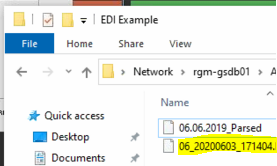 EDI Example
File Home Share View
Network › rgm-gsdb01 ›
Name
Quick access
06.06.2019_Parsed
Desktop
06_20200603_171404.
Documents